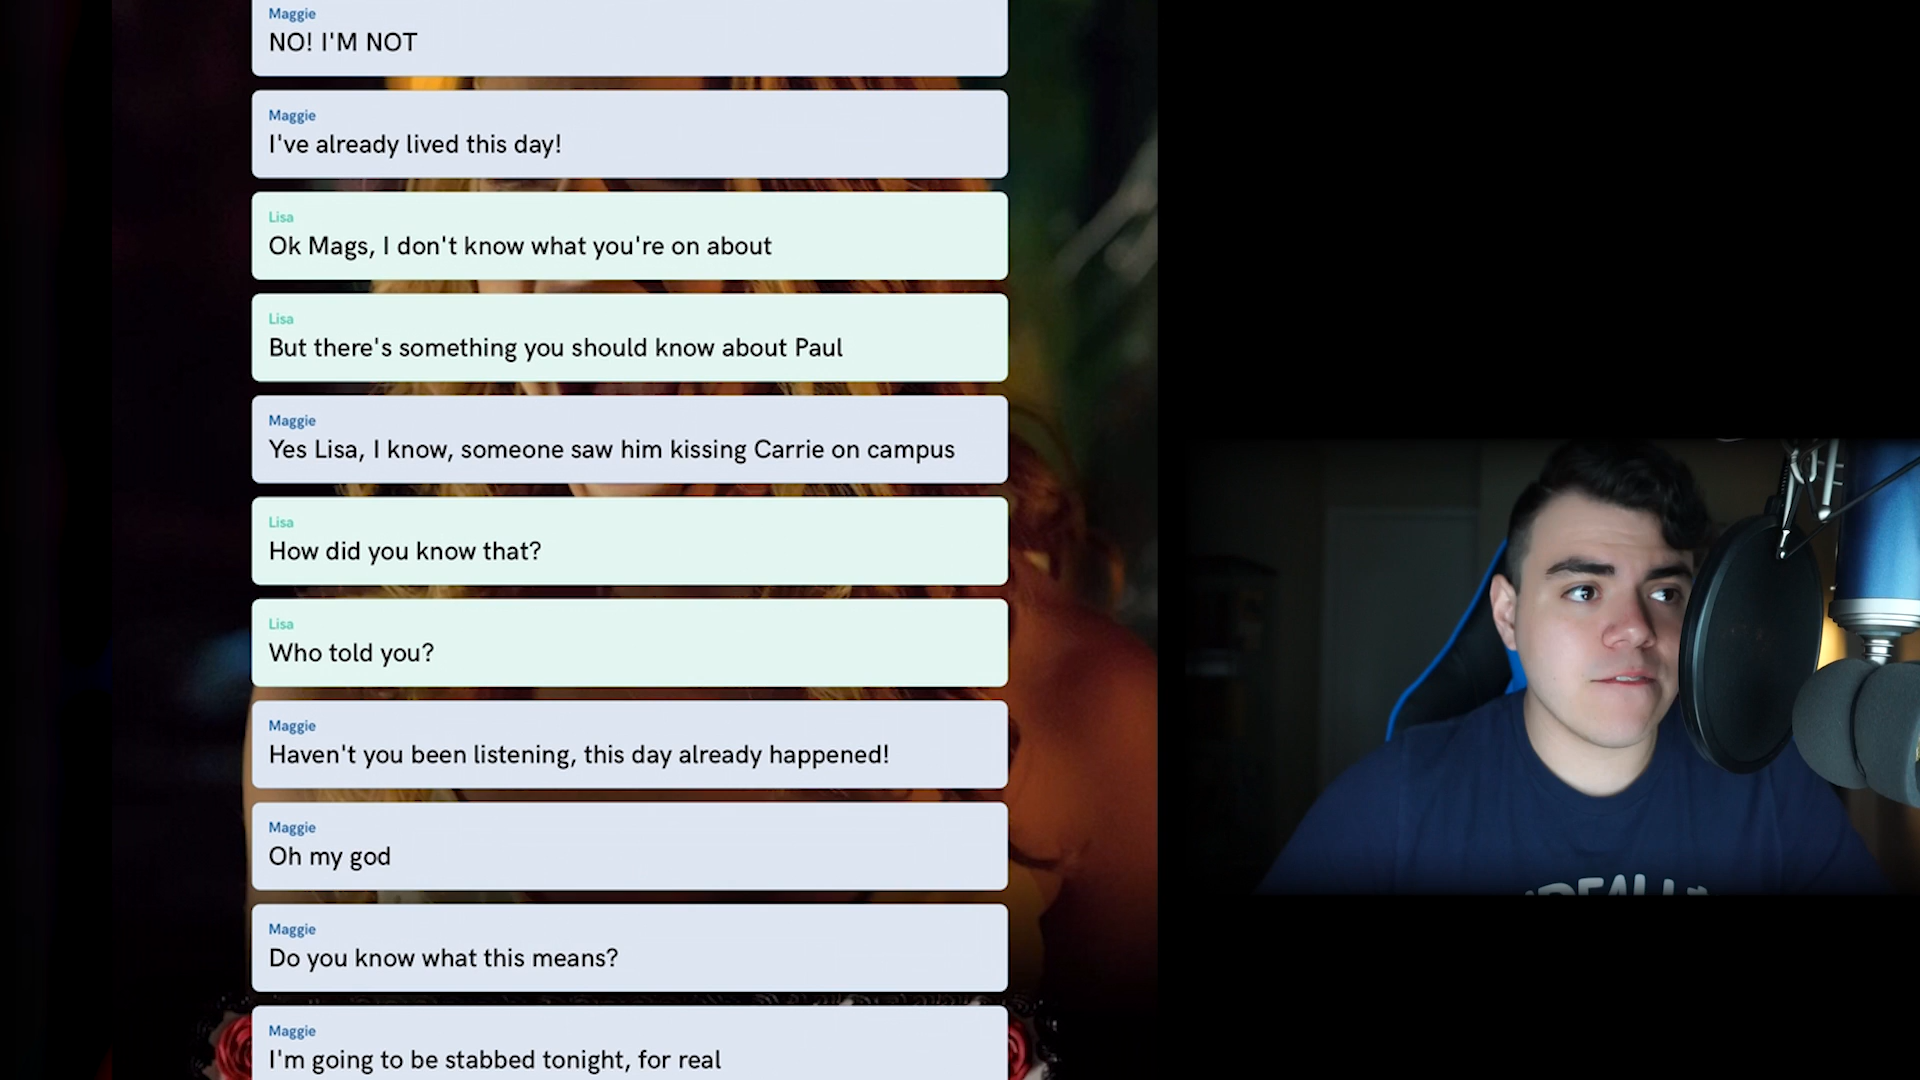 Maggie
NO! I'M NOT
Maggie
I've already lived this day!
Lisa
Ok Mags, I don't know what you're on about
Lisa
But there's something you should know about Paul
Maggie
Yes Lisa, I know, someone saw him kissing Carrie on campus
Lisa
How did you know that?
Lisa
Who told you?
Maggie
Haven't you been listening, this day already happened!
Maggie
Oh my god
Maggie
Do you know what this means?
Maggie
I'm going to be stabbed tonight, for real